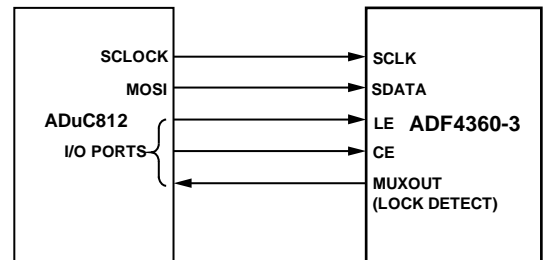 SCLOCK
MOSI
ADuC812
I/O PORTS
SCLK
SDATA
LE
ADF4360-3
CE
MUXOUT
(LOCK DETECT)